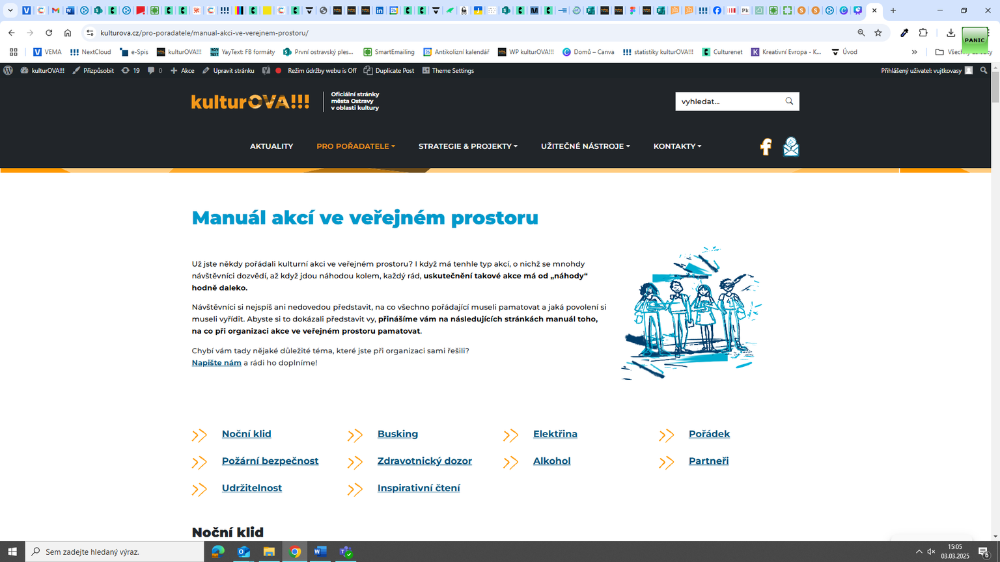 kulturova.cz/pro-poradatele/manual-akci-ve-verejnem-prostoru/
PANIC
VEMA
NextCloud
e-Spis
kulturOVA!!!
YayText: FB formáty
První ostravský ples...
SmartEmailing
Antikolizní kalendář
WP kulturOVA!!!
Domů – Canva
statistiky kulturOVA!!!
Culturenet
Kreativní Evropa - K...
Úvod
kulturOVA!!!
Přizpůsobit
19
0
Akce
Upravit stránku
Režim údržby webu is Off
Duplicate Post
Theme Settings
Přihlášený uživatel: vujtkovasy
kulturOVA!!!
Oficiální stránky
města Ostravy
v oblasti kultury
vyhledat...
AKTUALITY
PRO POŘADATELE
STRATEGIE & PROJEKTY
UŽITEČNÉ NÁSTROJE
KONTAKTY
Manuál akcí ve veřejném prostoru
Už jste někdy pořádali kulturní akci ve veřejném prostoru? I když má tenhle typ akcí, o nichž se mnohdy
návštěvníci dozvědí, až když jdou náhodou kolem, každý rád, uskutečnění takové akce má od „náhody“
hodně daleko.
Návštěvníci si nejspíš ani nedovedou představit, na co všechno pořádající museli pamatovat a jaká povolení si
museli vyřídit. Abyste si to dokázali představit vy, přinášíme vám na následujících stránkách manuál toho,
na co při organizaci akce ve veřejném prostoru pamatovat.
Chybí vám tady nějaké důležité téma, které jste při organizaci sami řešili?
Napište nám a rádi ho doplníme!
Noční klid
Busking
Elektřina
Pořádek
Požární bezpečnost
Zdravotnický dozor
Alkohol
Partneři
Udržitelnost
Inspirativní čtení
Noční klid
Sem zadejte hledaný výraz.
15:05
03.03.2025
6